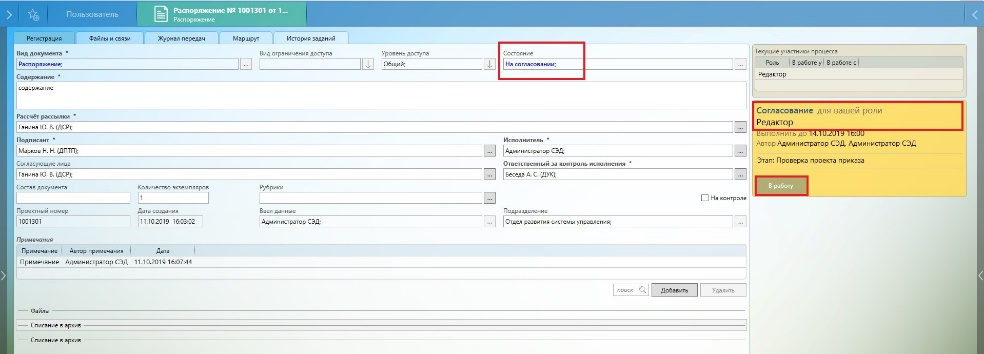 Пользователь
Распоряжение № 1001301 от 1...
Распоряжение
Регистрация
Файлы и связи
Журнал передач
Маршрут
История заданий
Вид документа *
Вид ограничения доступа
Уровень доступа
Состояние
Распоряжение;
...
Общий;
На согласовании;
...
Содержание *
содержание
Рассчёт рассылки *
Ганина Ю. В. (ДСР);
...
Подписант *
Исполнитель *
Марков Н. Н. (ДПТП);
...
Администратор СЭД;
...
Согласующие лица
Ответственный за контроль исполнения *
Ганина Ю. В. (ДСР);
...
Беседа А. С. (ДУК);
...
Состав документа
Количество экземпляров
Рубрики
1
...
На контроле
Проектный номер
Дата создания
Ввел данные
Подразделение
1001301
11.10.2019 16:03:02
Администратор СЭД;
...
Отдел развития системы управления;
...
Примечания
Примечание
Автор примечания
Дата
Примечание
Администратор СЭД
11.10.2019 16:07:44
поиск
Добавить
Удалить
Файлы
Списание в архив
Списание в архив
Текущие участники процесса
Роль
В работе у
В работе с
Редактор
Согласование для вашей роли
Редактор
Выполнить до 14.10.2019 16:00
Автор Администратор СЭД, Администратор СЭД
Этап: Проверка проекта приказа
В работу